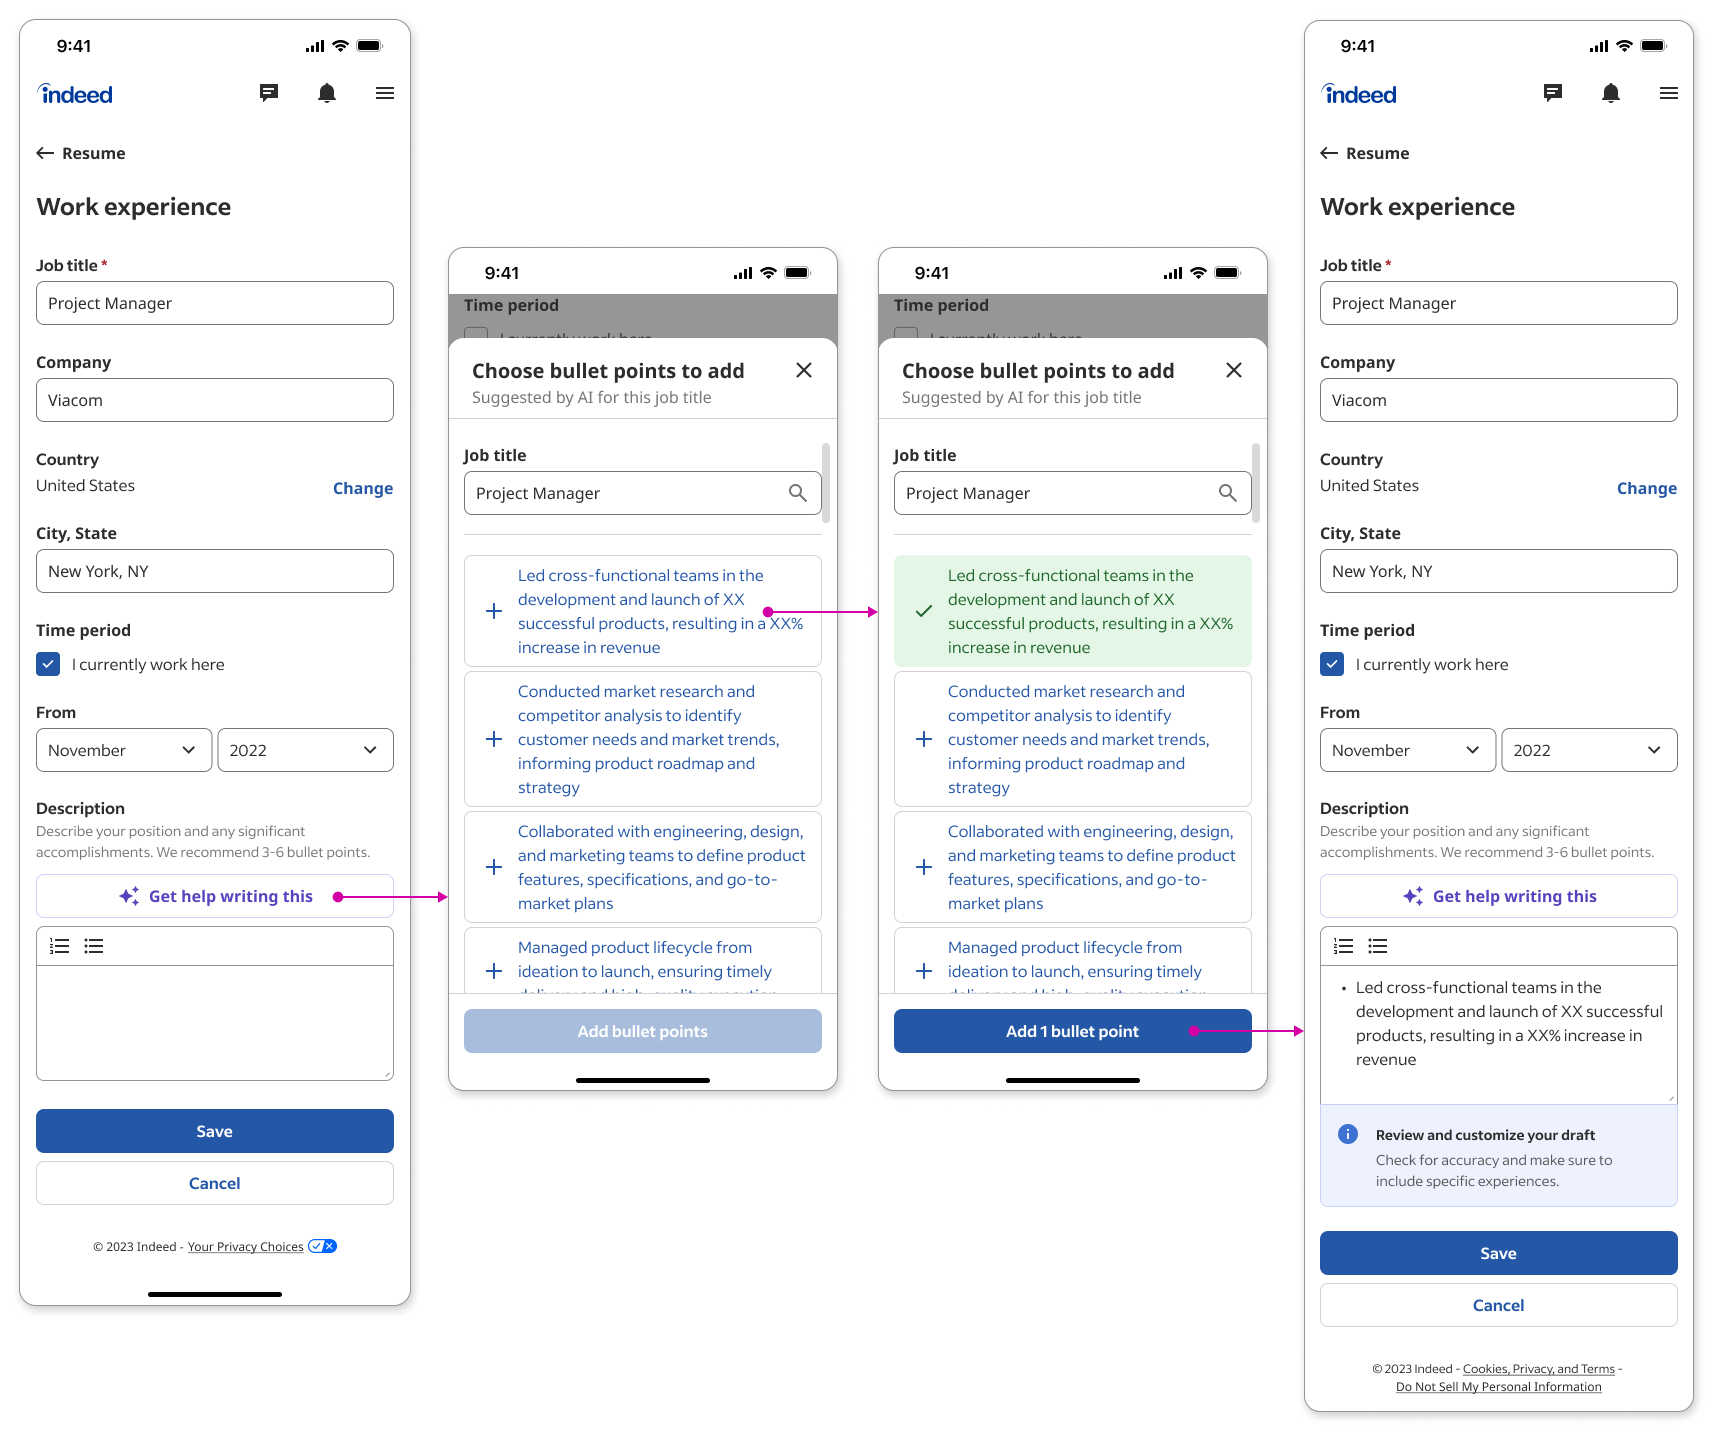 9:41
indeed
Resume
Work experience
Job title *
Project Manager
Company
Viacom
Country
United States
Change
City, State
New York, NY
Time period
I currently work here
From
November
2022
Description
Describe your position and any significant
accomplishments. We recommend 3-6 bullet points.
Get help writing this
Save
Cancel
© 2023 Indeed - Your Privacy Choices
9:41
Time period
I currently work here
Choose bullet points to add
Suggested by AI for this job title
Job title
Project Manager
Led cross-functional teams in the
development and launch of XX
successful products, resulting in a XX%
increase in revenue
Conducted market research and
competitor analysis to identify
customer needs and market trends,
informing product roadmap and
strategy
Collaborated with engineering, design,
and marketing teams to define product
features, specifications, and go-to-
market plans
Managed product lifecycle from
ideation to launch, ensuring timely
delivery and high-quality execution
Add bullet points
9:41
Time period
I currently work here
Choose bullet points to add
Suggested by AI for this job title
Job title
Project Manager
Led cross-functional teams in the
development and launch of XX
successful products, resulting in a XX%
increase in revenue
Conducted market research and
competitor analysis to identify
customer needs and market trends,
informing product roadmap and
strategy
Collaborated with engineering, design,
and marketing teams to define product
features, specifications, and go-to-
market plans
Managed product lifecycle from
ideation to launch, ensuring timely
delivery and high-quality execution
Add 1 bullet point
9:41
indeed
Resume
Work experience
Job title *
Project Manager
Company
Viacom
Country
United States
Change
City, State
New York, NY
Time period
I currently work here
From
November
2022
Description
Describe your position and any significant
accomplishments. We recommend 3-6 bullet points.
Get help writing this
• Led cross-functional teams in the
development and launch of XX successful
products, resulting in a XX% increase in
revenue
Review and customize your draft
Check for accuracy and make sure to
include specific experiences.
Save
Cancel
© 2023 Indeed - Cookies, Privacy, and Terms -
Do Not Sell My Personal Information